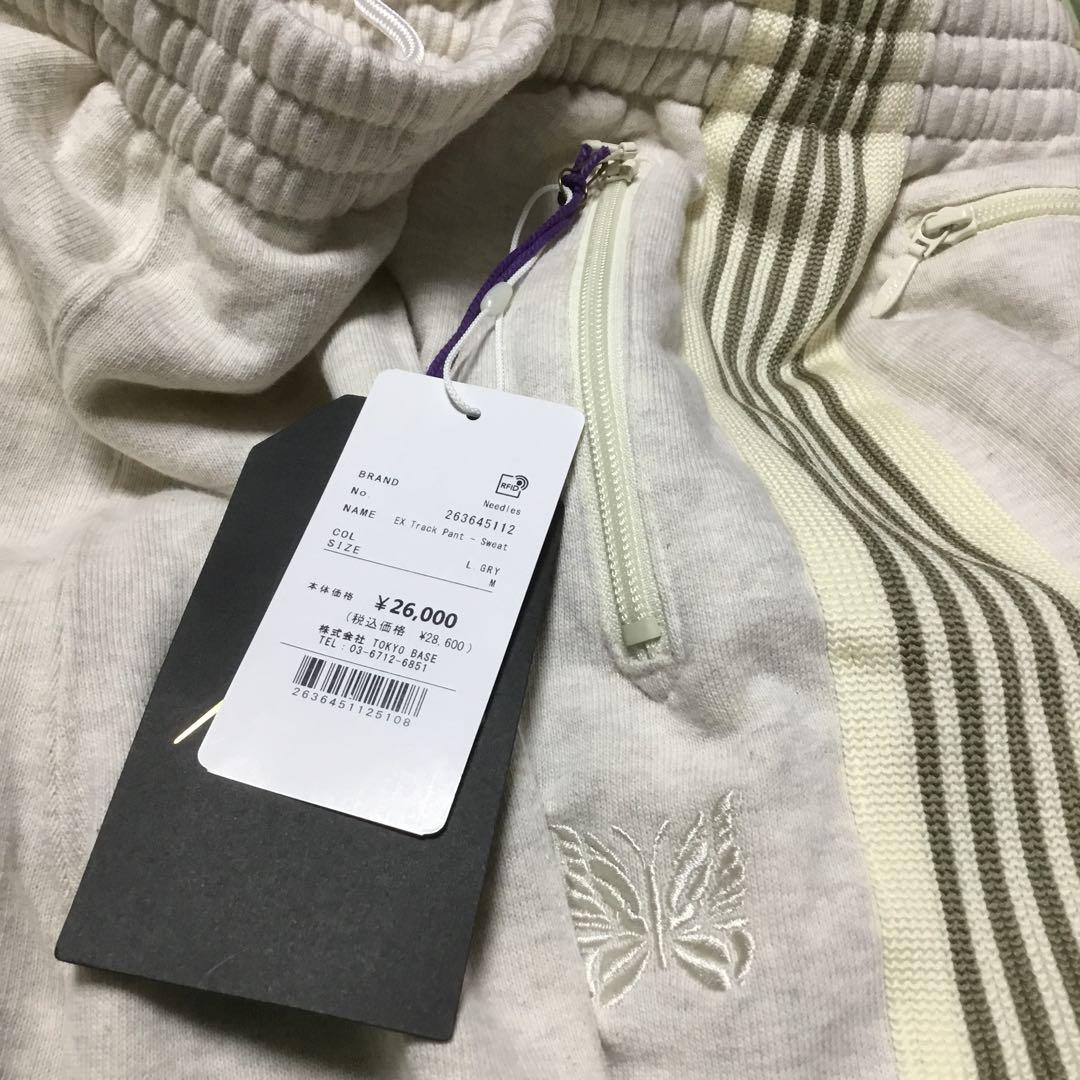 RFID
BRAND Needles
No. 263645112
NAME EX Track Pant - Sweat
COL L.GRY
SIZE M
本体価格 ¥26,000
(税込価格 ¥28,600)
株式会社 TOKYO BASE
TEL:03-6712-6851
2636451125108